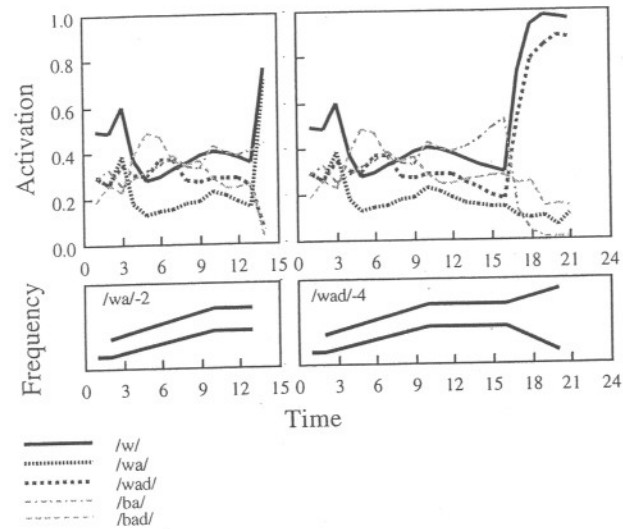 1.0
0.8
0.6
0.4
0.2
0.0
Activation
0 3 6 9 12 15
0 3 6 9 12 15 18 21 24
Frequency
/wa/-2
/wad/-4
0 3 6 9 12 15
0 3 6 9 12 15 18 21 24
Time
/w/
/wa/
/wad/
/ba/
/bad/